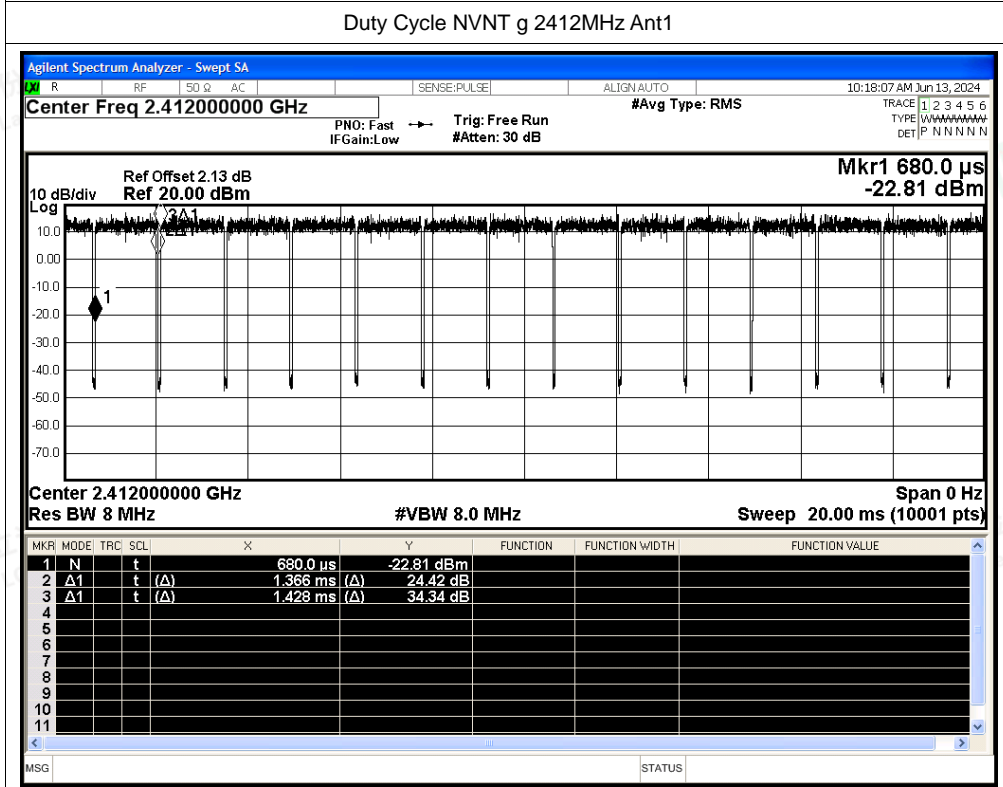 Duty Cycle NVNT g 2412MHz Ant1
Agilent Spectrum Analyzer - Swept SA
LXI R RF 50 Ω AC SENSE:PULSE ALIGN AUTO 10:18:07 AM Jun 13, 2024
Center Freq 2.412000000 GHz #Avg Type: RMS TRACE 1 2 3 4 5 6
PNO: Fast Trig: Free Run TYPE WWWWWW
IFGain:Low #Atten: 30 dB DET P N N N N N
Mkr1 680.0 µs
Ref Offset 2.13 dB
10 dB/div Ref 20.00 dBm -22.81 dBm
Log
3Δ1
10.0
0.00
-10.0
1
-20.0
-30.0
-40.0
-50.0
-60.0
-70.0
Center 2.412000000 GHz Span 0 Hz
Res BW 8 MHz #VBW 8.0 MHz Sweep 20.00 ms (10001 pts)
MKR MODE TRC SCL X Y FUNCTION FUNCTION WIDTH FUNCTION VALUE
1 N t 680.0 µs -22.81 dBm
2 Δ1 t (Δ) 1.366 ms (Δ) 24.42 dB
3 Δ1 t (Δ) 1.428 ms (Δ) 34.34 dB
4
5
6
7
8
9
10
11
MSG STATUS